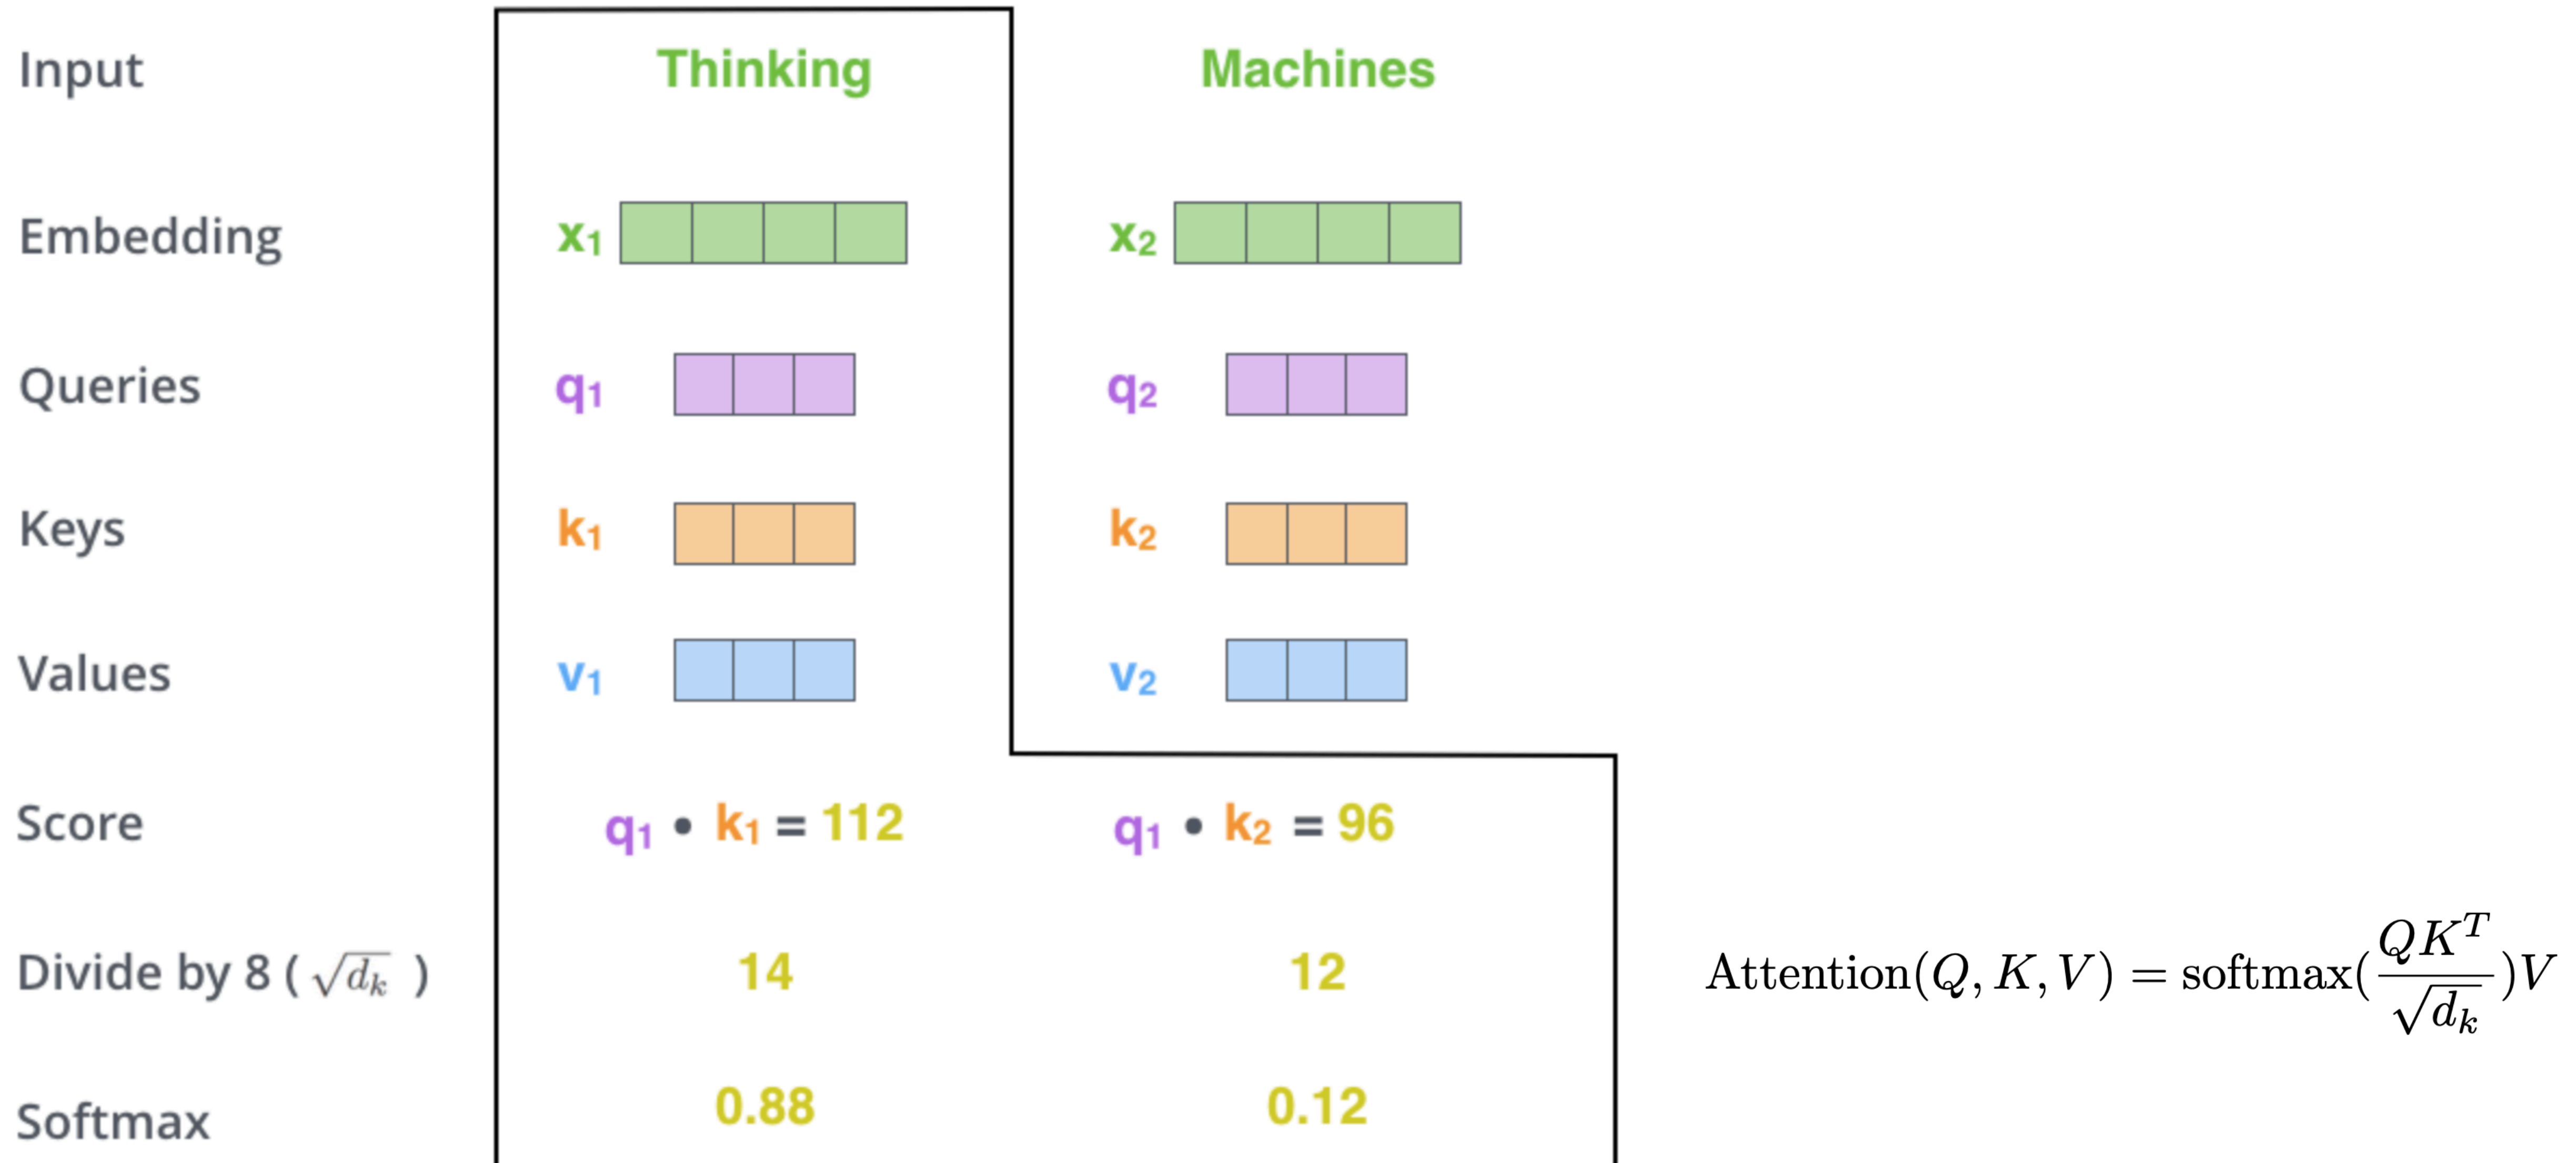 Input Thinking Machines
Embedding x₁ x₂
Queries q₁ q₂
Keys k₁ k₂
Values v₁ v₂
Score q₁ • k₁ = 112 q₁ • k₂ = 96
Divide by 8 ( √dₖ ) 14 12 Attention(Q, K, V) = softmax(QKᵀ/√dₖ)V
Softmax 0.88 0.12